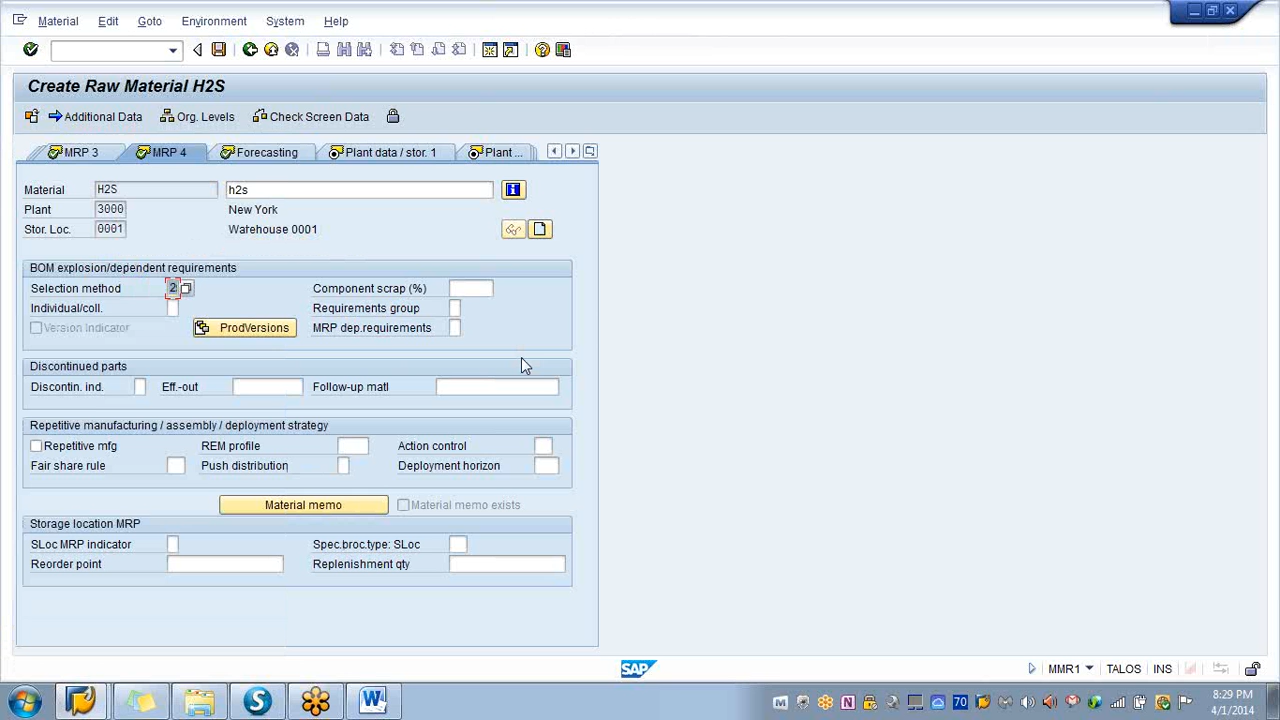 Material Edit Goto Environment System Help
Create Raw Material H2S
Additional Data Org. Levels Check Screen Data
MRP 3 MRP 4 Forecasting Plant data / stor. 1 Plant ...
Material H2S h2s
Plant 3000 New York
Stor. Loc. 0001 Warehouse 0001
BOM explosion/dependent requirements
Selection method 2 Component scrap (%)
Individual/coll. Requirements group
Version Indicator ProdVersions MRP dep.requirements
Discontinued parts
Discontin. ind. Eff.-out Follow-up matl
Repetitive manufacturing / assembly / deployment strategy
Repetitive mfg REM profile Action control
Fair share rule Push distribution Deployment horizon
Material memo Material memo exists
Storage location MRP
SLoc MRP indicator Spec.proc.type: SLoc
Reorder point Replenishment qty
SAP MMR1 TALOS INS
S W M N 70 8:29 PM
4/1/2014